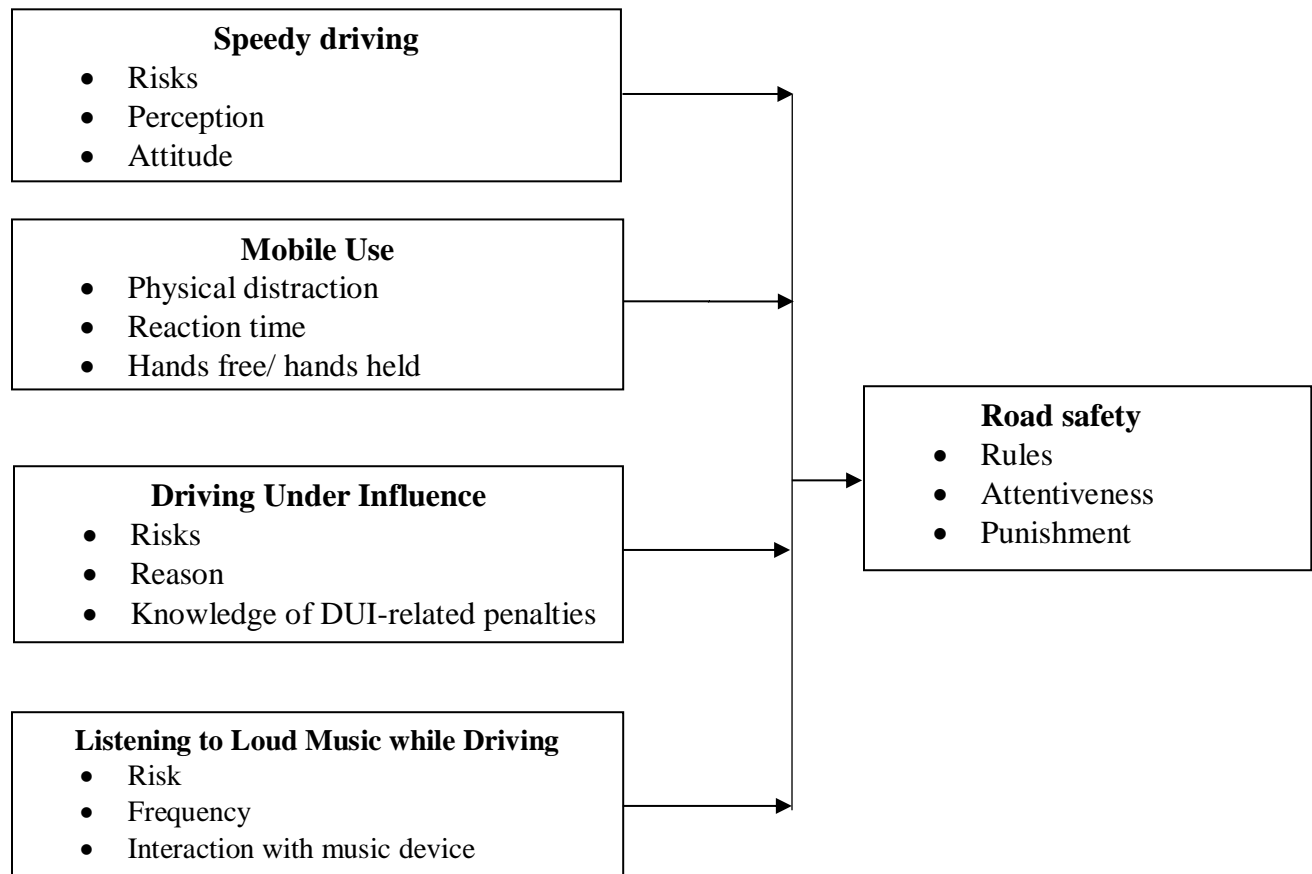 Speedy driving
• Risks
• Perception
• Attitude
Mobile Use
• Physical distraction
• Reaction time
• Hands free/ hands held
Driving Under Influence
• Risks
• Reason
• Knowledge of DUI-related penalties
Listening to Loud Music while Driving
• Risk
• Frequency
• Interaction with music device
Road safety
• Rules
• Attentiveness
• Punishment